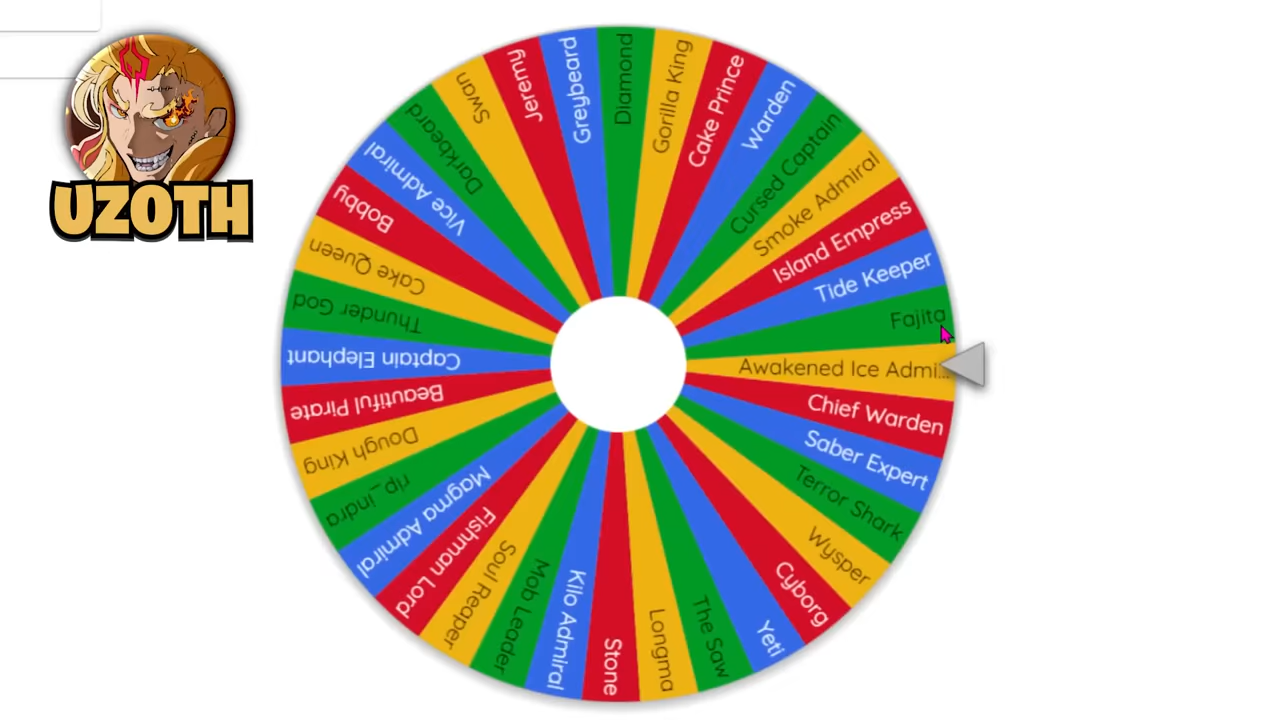 UZOTH
Diamond
Gorilla King
Cake Prince
Warden
Cursed Captain
Smoke Admiral
Island Empress
Tide Keeper
Fajita
Awakened Ice Admi...
Chief Warden
Saber Expert
Terror Shark
Wysper
Cyborg
Yeti
The Saw
Longma
Stone
Kilo Admiral
Mob Leader
Soul Reaper
Fishman Lord
Magma Admiral
rip_indra
Dough King
Beautiful Pirate
Captain Elephant
Thunder God
Cake Queen
Bobby
Vice Admiral
Darkbeard
Swan
Jeremy
Greybeard